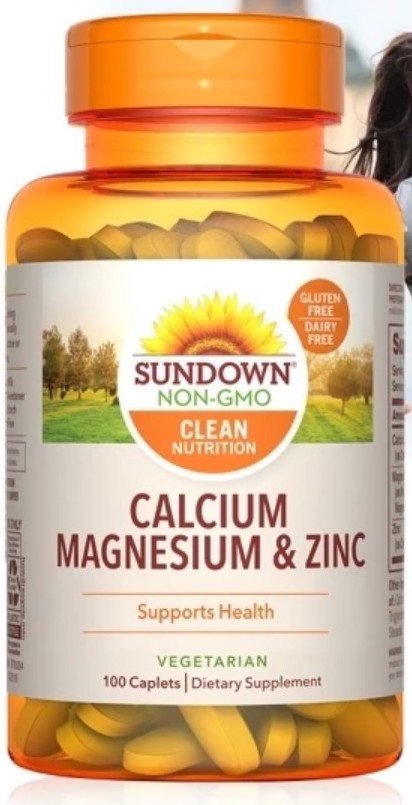 GLUTEN
FREE
DAIRY
FREE
SUNDOWN®
NON-GMO
CLEAN
NUTRITION
CALCIUM
MAGNESIUM & ZINC
Supports Health
VEGETARIAN
100 Caplets | Dietary Supplement